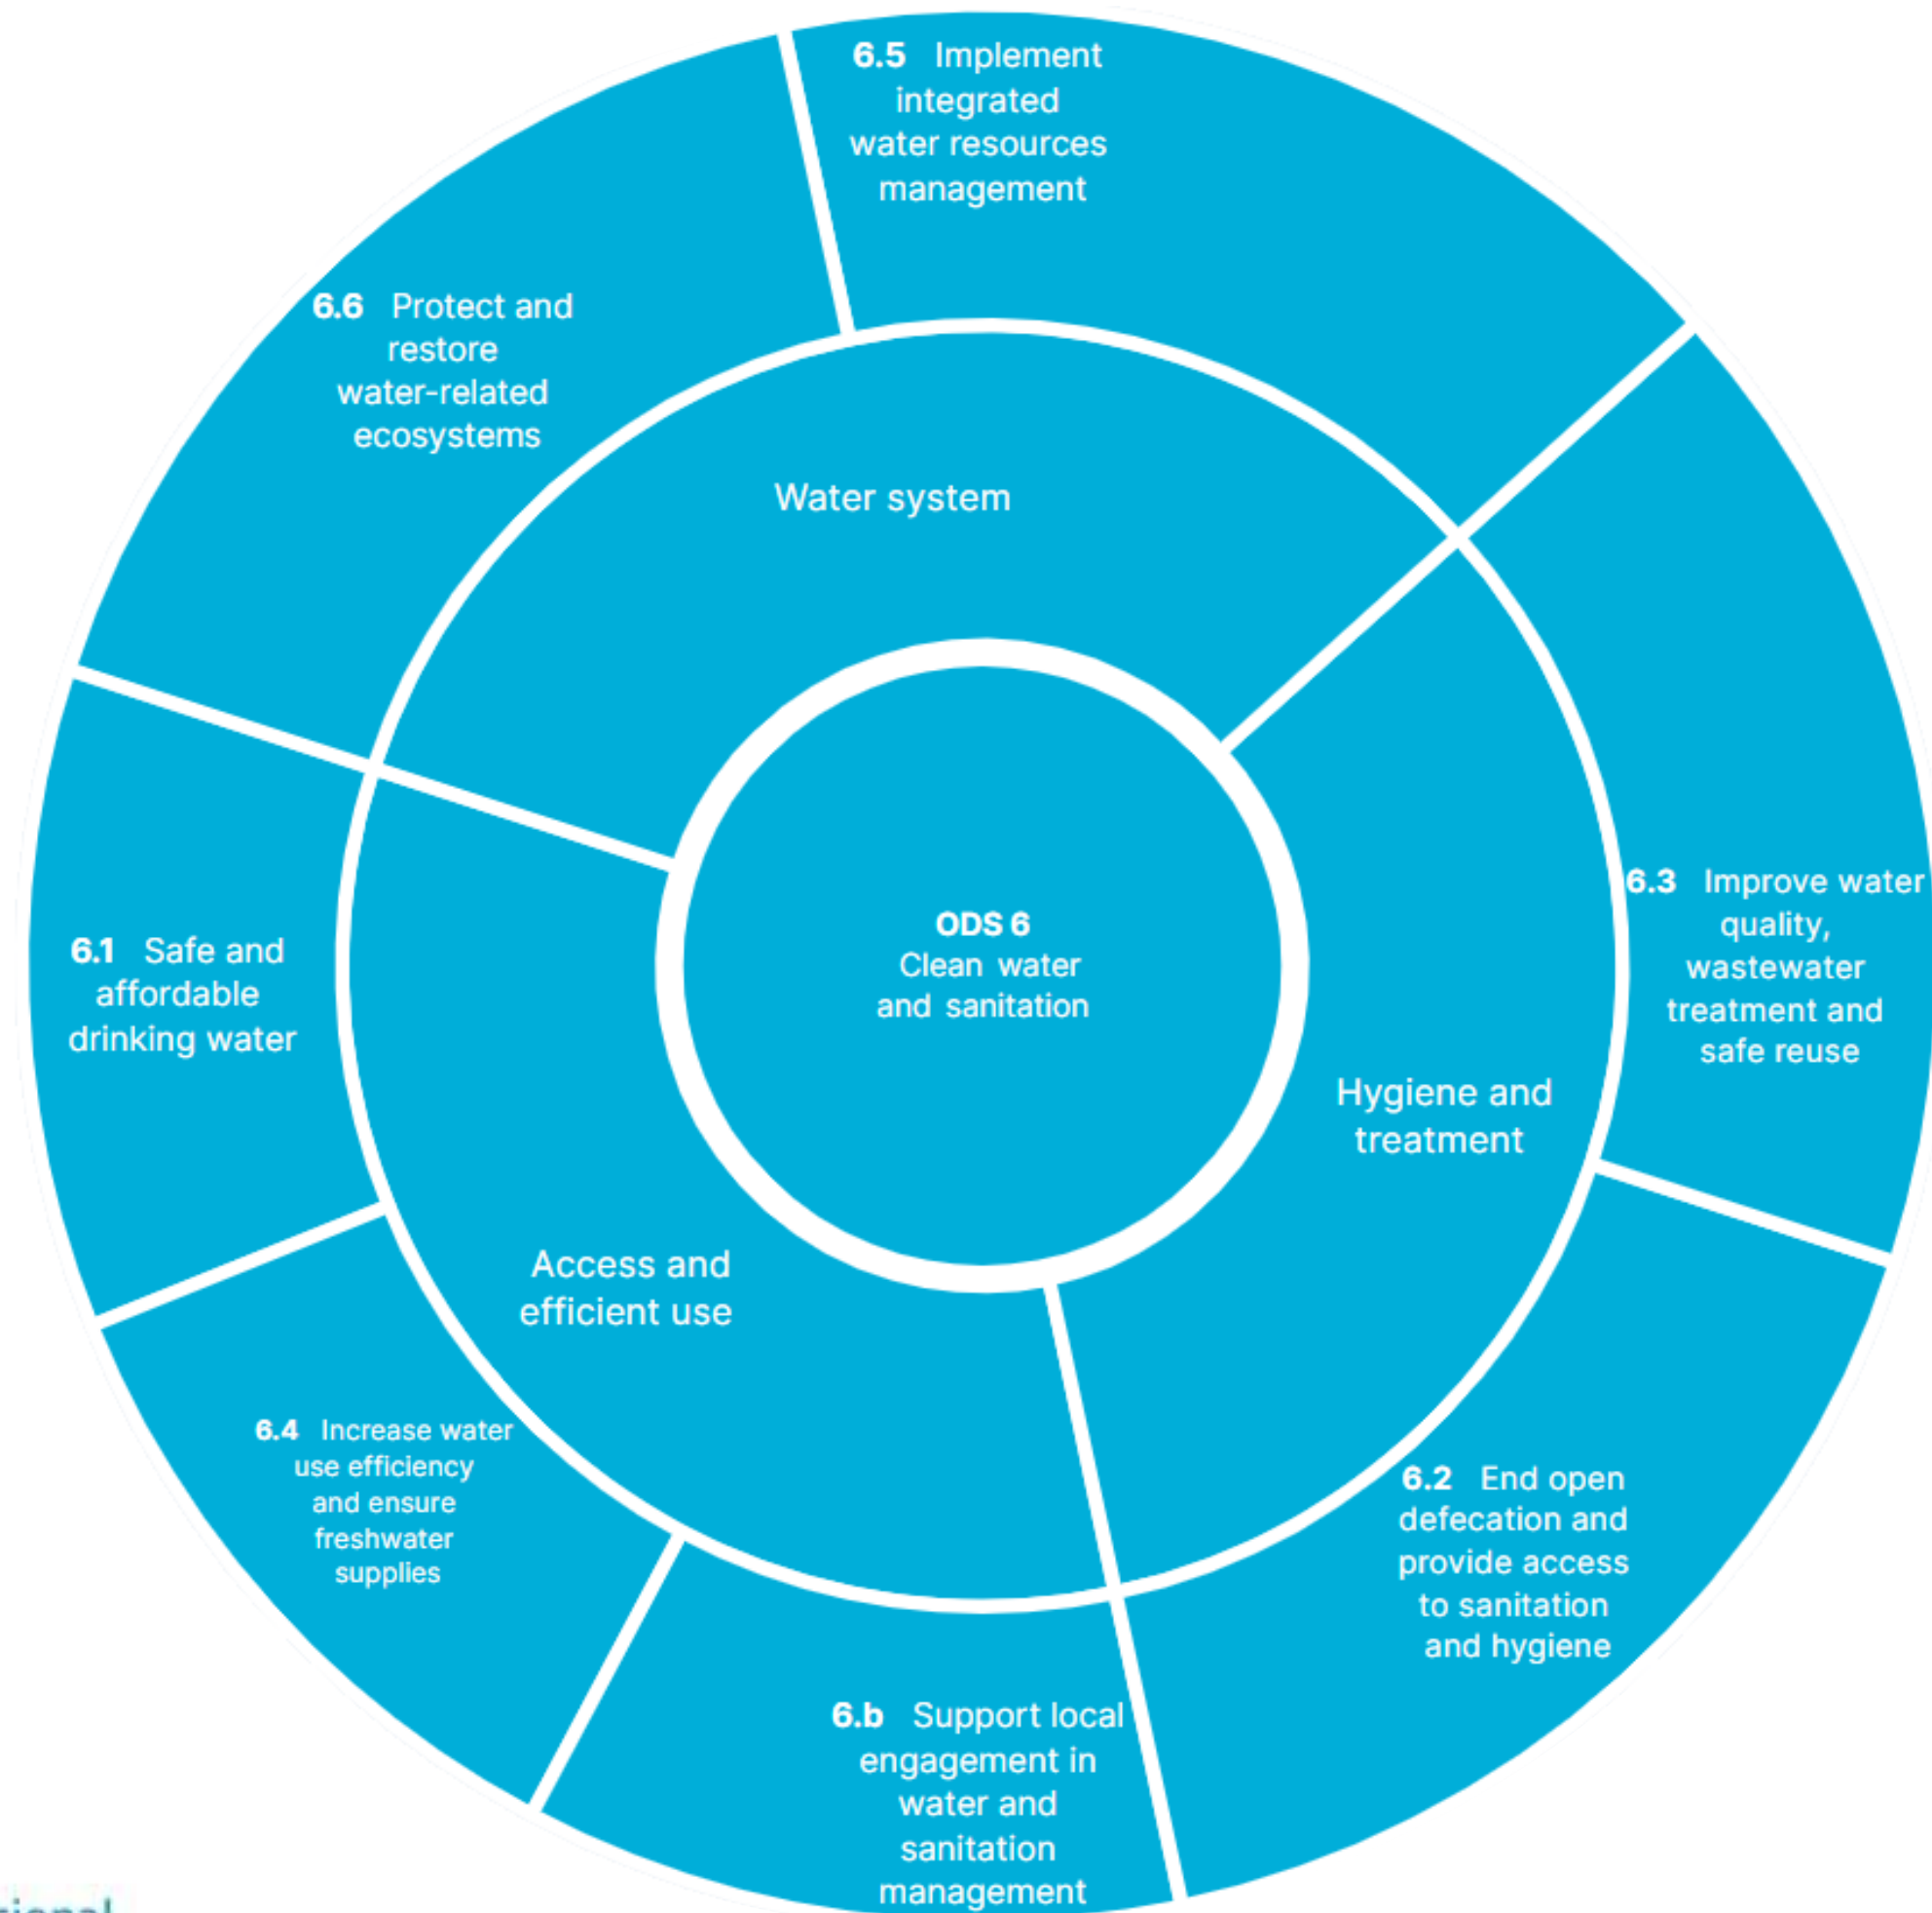 6.5 Implement
integrated
water resources
management
6.6 Protect and
restore
water-related
ecosystems
Water system
6.3 Improve water
quality,
wastewater
treatment and
safe reuse
ODS 6
Clean water
and sanitation
6.1 Safe and
affordable
drinking water
Hygiene and
treatment
Access and
efficient use
6.4 Increase water
use efficiency
and ensure
freshwater
supplies
6.2 End open
defecation and
provide access
to sanitation
and hygiene
6.b Support local
engagement in
water and
sanitation
management